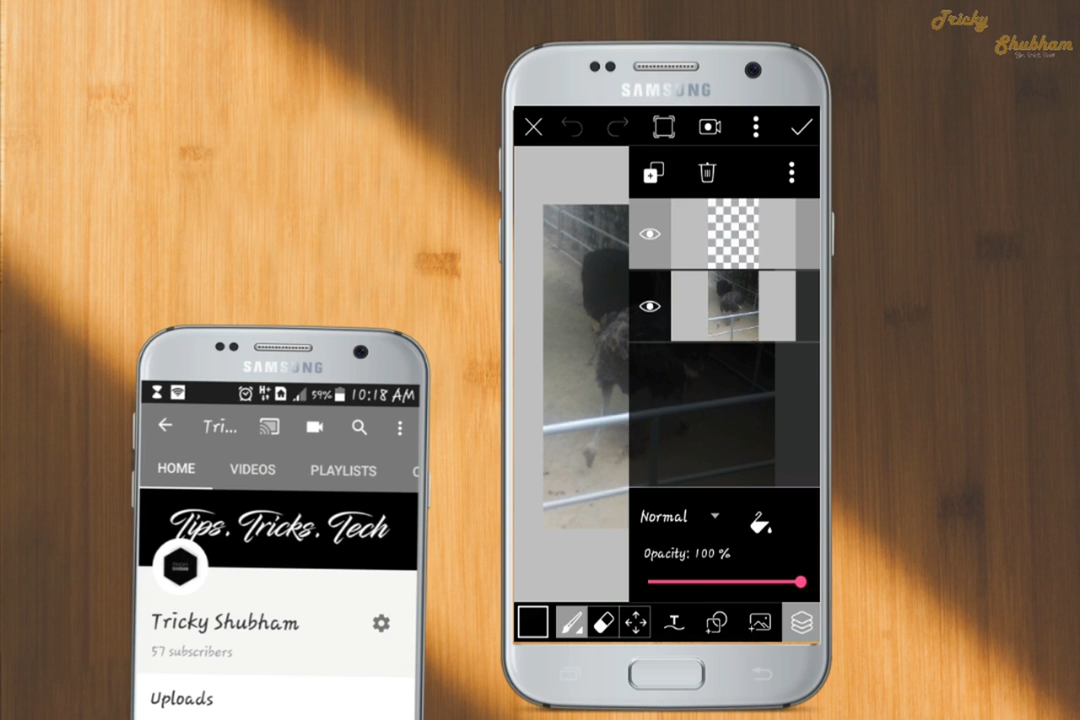 Tricky
Shubham
SAMSUNG
Normal
Opacity: 100 %
SAMSUNG
59% 10:18 AM
Tri...
HOME VIDEOS PLAYLISTS
Tips. Tricks. Tech
Tricky Shubham
57 subscribers
Uploads